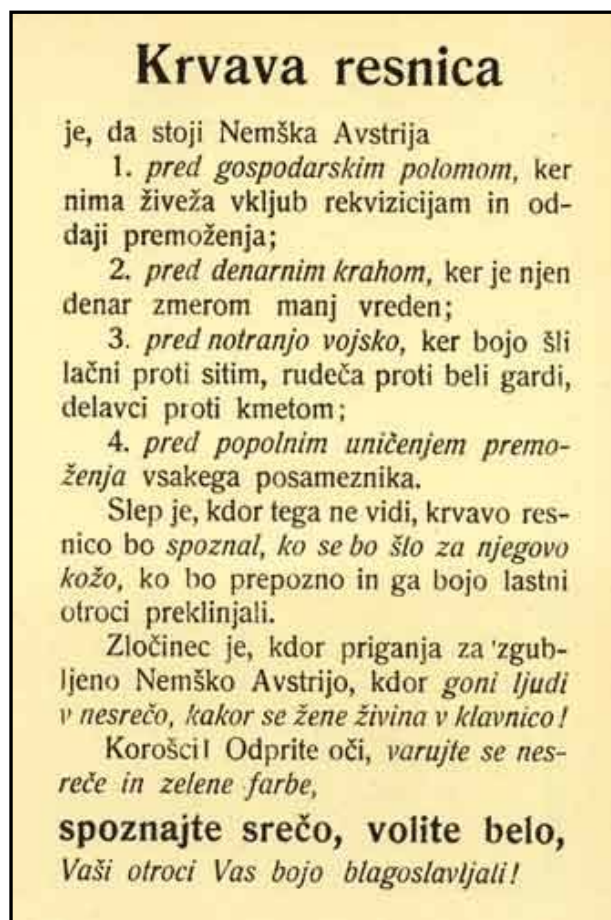 Krvava resnica
je, da stoji Nemška Avstrija
1. pred gospodarskim polomom, ker
nima živeža vkljub rekvizicijam in od-
daji premoženja;
2. pred denarnim krahom, ker je njen
denar zmerom manj vreden;
3. pred notranjo vojsko, ker bojo šli
lačni proti sitim, rudeča proti beli gardi,
delavci proti kmetom;
4. pred popolnim uničenjem premo-
ženja vsakega posameznika.
Slep je, kdor tega ne vidi, krvavo res-
nico bo spoznal, ko se bo šlo za njegovo
kožo, ko bo prepozno in ga bojo lastni
otroci preklinjali.
Zločinec je, kdor priganja za 'zgub-
ljeno Nemško Avstrijo, kdor goni ljudi
v nesrečo, kakor se žene živina v klavnico!
Korošci! Odprite oči, varujte se nes-
reče in zelene farbe,
spoznajte srečo, volite belo,
Vaši otroci Vas bojo blagoslavljali!